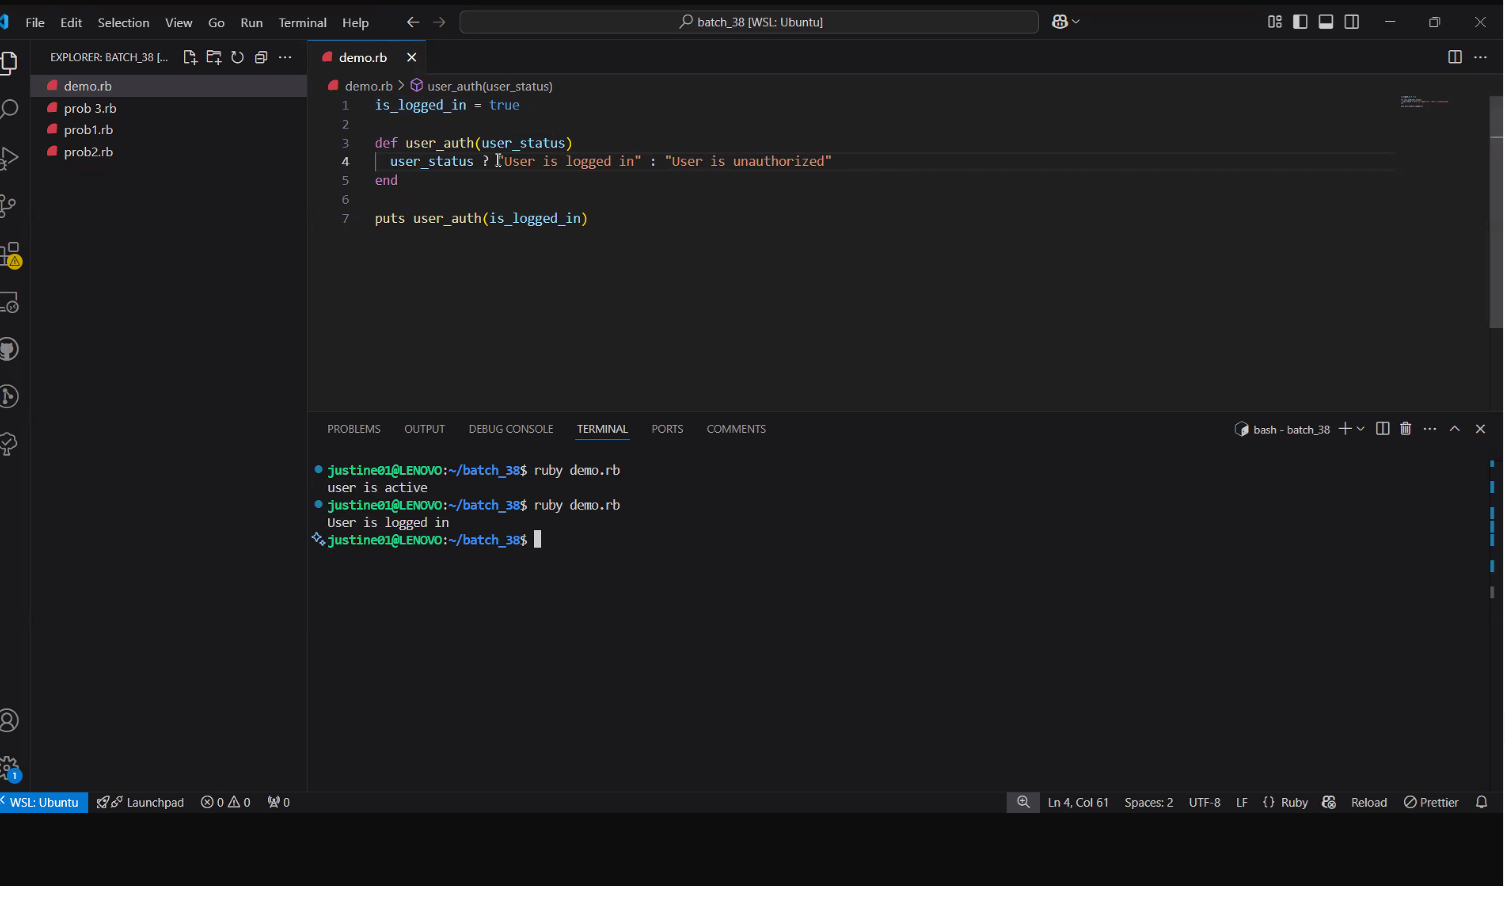 File Edit Selection View Go Run Terminal Help batch_38 [WSL: Ubuntu]
EXPLORER: BATCH_38 [...
demo.rb
prob 3.rb
prob1.rb
prob2.rb
demo.rb
demo.rb > user_auth(user_status)
1 is_logged_in = true
2
3 def user_auth(user_status)
4 user_status ? "User is logged in" : "User is unauthorized"
5 end
6
7 puts user_auth(is_logged_in)
PROBLEMS OUTPUT DEBUG CONSOLE TERMINAL PORTS COMMENTS bash - batch_38
justine01@LENOVO:~/batch_38$ ruby demo.rb
user is active
justine01@LENOVO:~/batch_38$ ruby demo.rb
User is logged in
justine01@LENOVO:~/batch_38$
1
WSL: Ubuntu Launchpad 0 0 0 Ln 4, Col 61 Spaces: 2 UTF-8 LF {} Ruby Reload Prettier